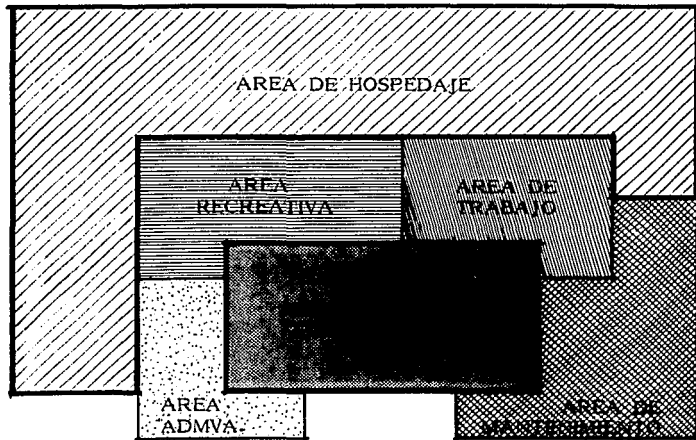 AREA DE HOSPEDAJE
AREA
RECREATIVA
AREA DE
TRABAJO
AREA
ADMVA.
AREA DE
MANTENIMIENTO